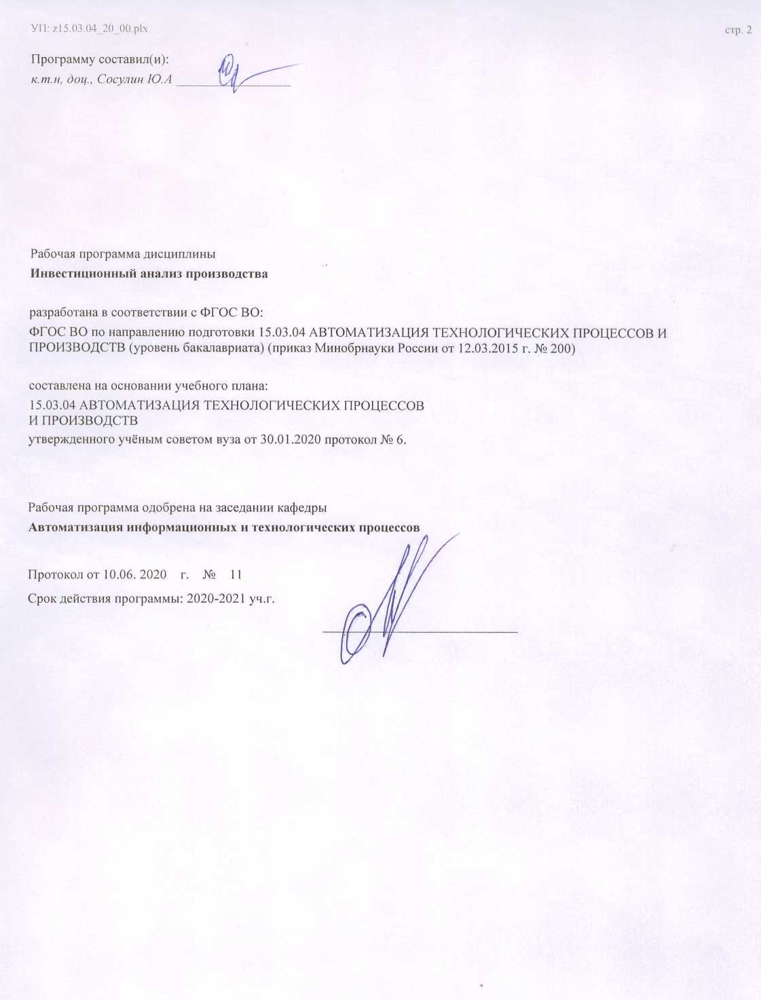 УП: z15.03.04_20_00.plx
стр. 2
Программу составил(и):
к.т.н, доц., Сосулин Ю.А
Рабочая программа дисциплины
Инвестиционный анализ производства
разработана в соответствии с ФГОС ВО:
ФГОС ВО по направлению подготовки 15.03.04 АВТОМАТИЗАЦИЯ ТЕХНОЛОГИЧЕСКИХ ПРОЦЕССОВ И
ПРОИЗВОДСТВ (уровень бакалавриата) (приказ Минобрнауки России от 12.03.2015 г. № 200)
составлена на основании учебного плана:
15.03.04 АВТОМАТИЗАЦИЯ ТЕХНОЛОГИЧЕСКИХ ПРОЦЕССОВ
И ПРОИЗВОДСТВ
утвержденного учёным советом вуза от 30.01.2020 протокол № 6.
Рабочая программа одобрена на заседании кафедры
Автоматизация информационных и технологических процессов
Протокол от 10.06. 2020 г. № 11
Срок действия программы: 2020-2021 уч.г.